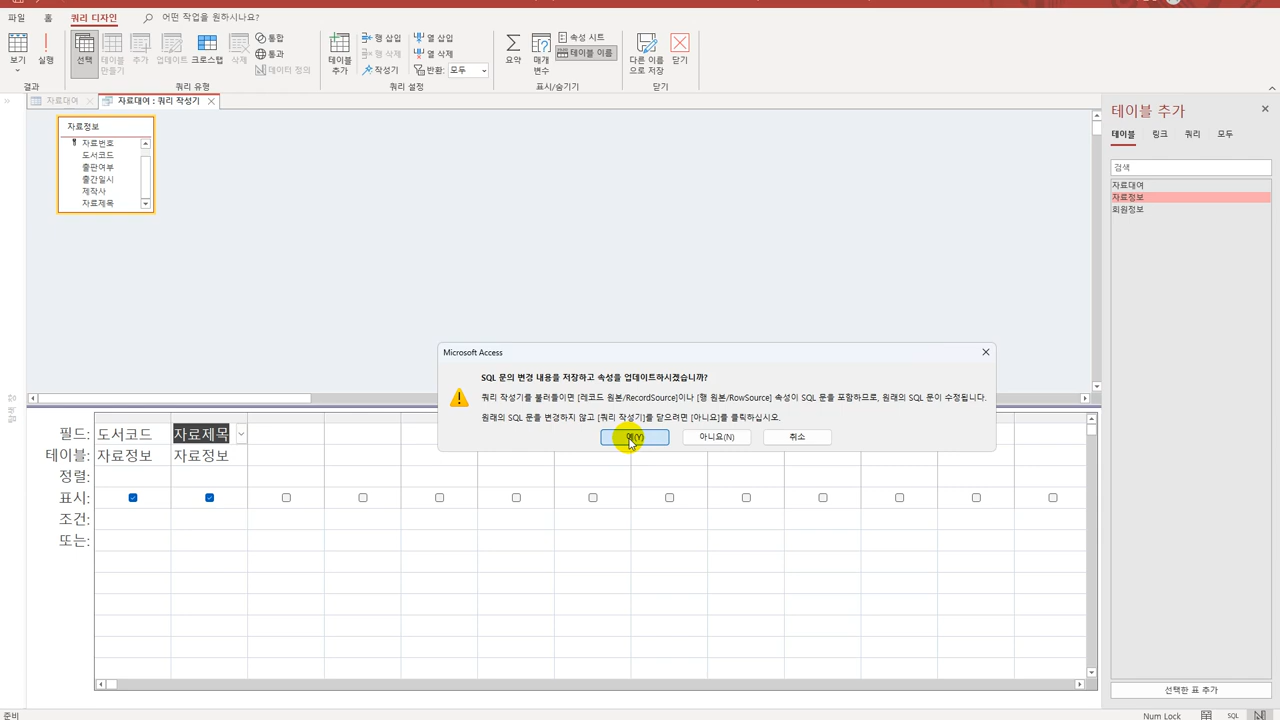 파일
홈
쿼리 디자인
어떤 작업을 원하시나요?
보기
실행
선택
테이블
만들기
추가
업데이트
크로스탭
삭제
통합
통과
데이터 정의
테이블
추가
행 삽입
행 삭제
작성기
열 삽입
열 삭제
반환: 모두
요약
매개
변수
속성 시트
테이블 이름
다른 이름
으로 저장
닫기
결과
쿼리 유형
쿼리 설정
표시/숨기기
닫기
자료대여
자료대여 : 쿼리 작성기
자료정보
자료번호
도서코드
출판여부
출간일시
제작사
자료제목
테이블 추가
테이블 링크 쿼리 모두
검색
자료대여
자료정보
회원정보
Microsoft Access
SQL 문의 변경 내용을 저장하고 속성을 업데이트하시겠습니까?
쿼리 작성기를 불러들이면 [레코드 원본/RecordSource]이나 [행 원본/RowSource] 속성이 SQL 문을 포함하므로, 원래의 SQL 문이 수정됩니다.
원래의 SQL 문을 변경하지 않고 [쿼리 작성기]를 닫으려면 [아니요]를 클릭하십시오.
예(Y)
아니요(N)
취소
탐색 창
필드: 도서코드 자료제목
테이블: 자료정보 자료정보
정렬:
표시:
조건:
또는:
선택한 표 추가
준비
Num Lock
SQL